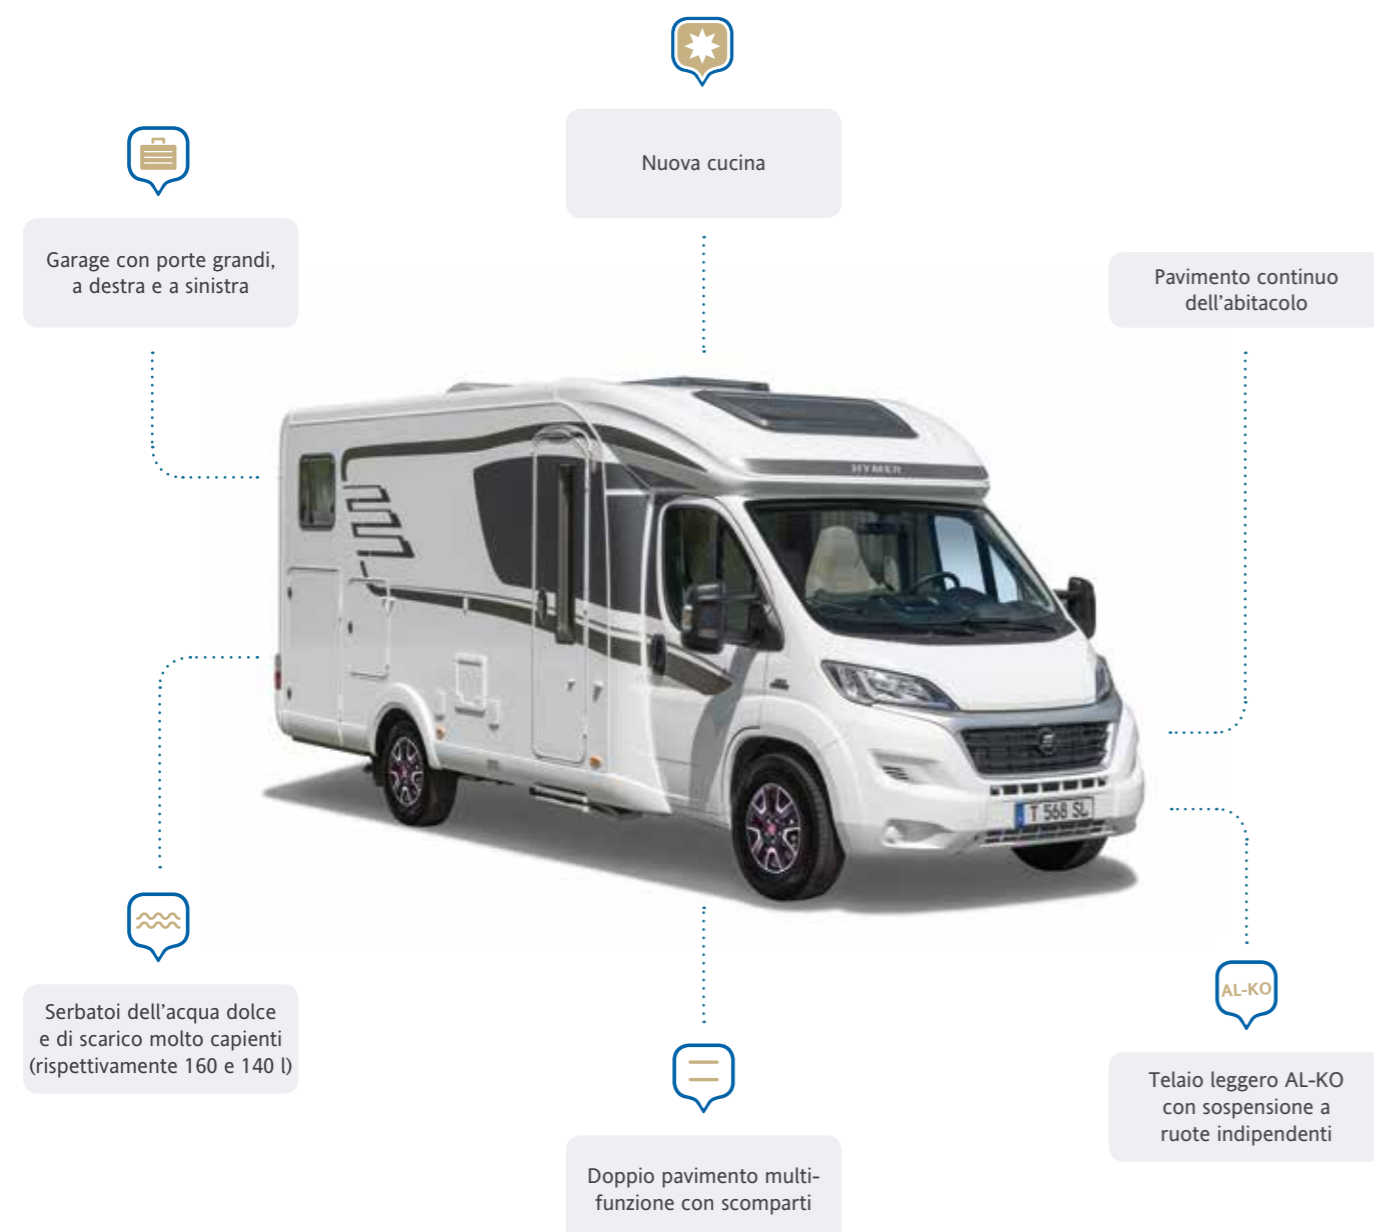 Nuova cucina
Garage con porte grandi,
a destra e a sinistra
Pavimento continuo
dell'abitacolo
HYMER
T 568 SL
Serbatoi dell'acqua dolce
e di scarico molto capienti
(rispettivamente 160 e 140 l)
AL-KO
Telaio leggero AL-KO
con sospensione a
ruote indipendenti
Doppio pavimento multi-
funzione con scomparti